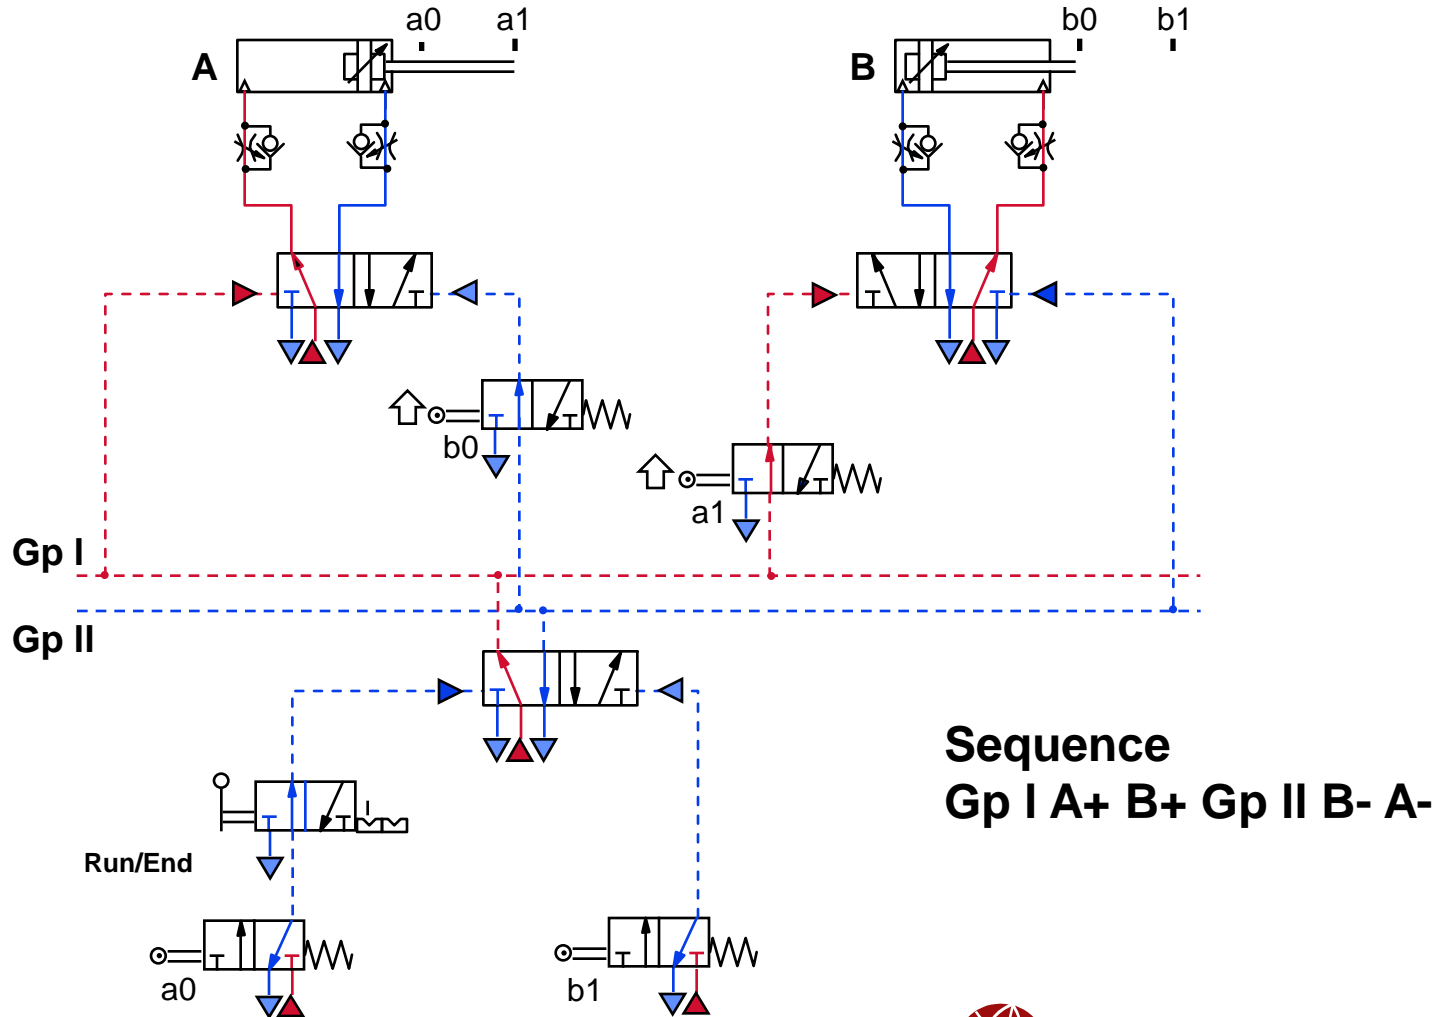 a0 a1 b0 b1
A B
b0
a1
Gp I
Gp II
Sequence
Gp I A+ B+ Gp II B- A-
Run/End
a0 b1